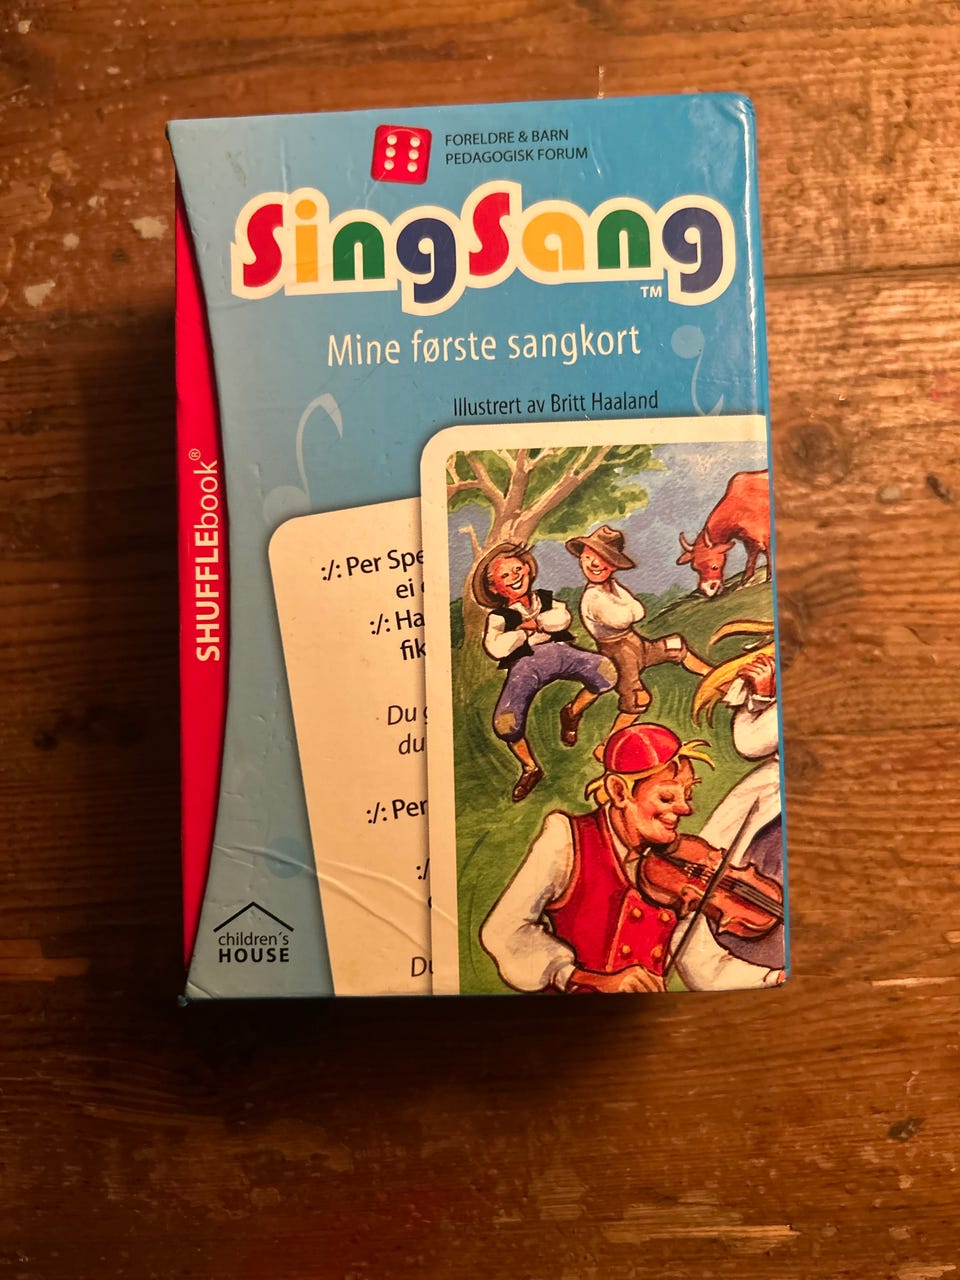 FORELDRE & BARN
PEDAGOGISK FORUM
SingSang
TM
Mine første sangkort
Illustrert av Britt Haaland
SHUFFLEbook®
:/: Per Spe
ei
:/: Ha
fik
Du g
du
:/: Per
:/
Du
children´s
HOUSE